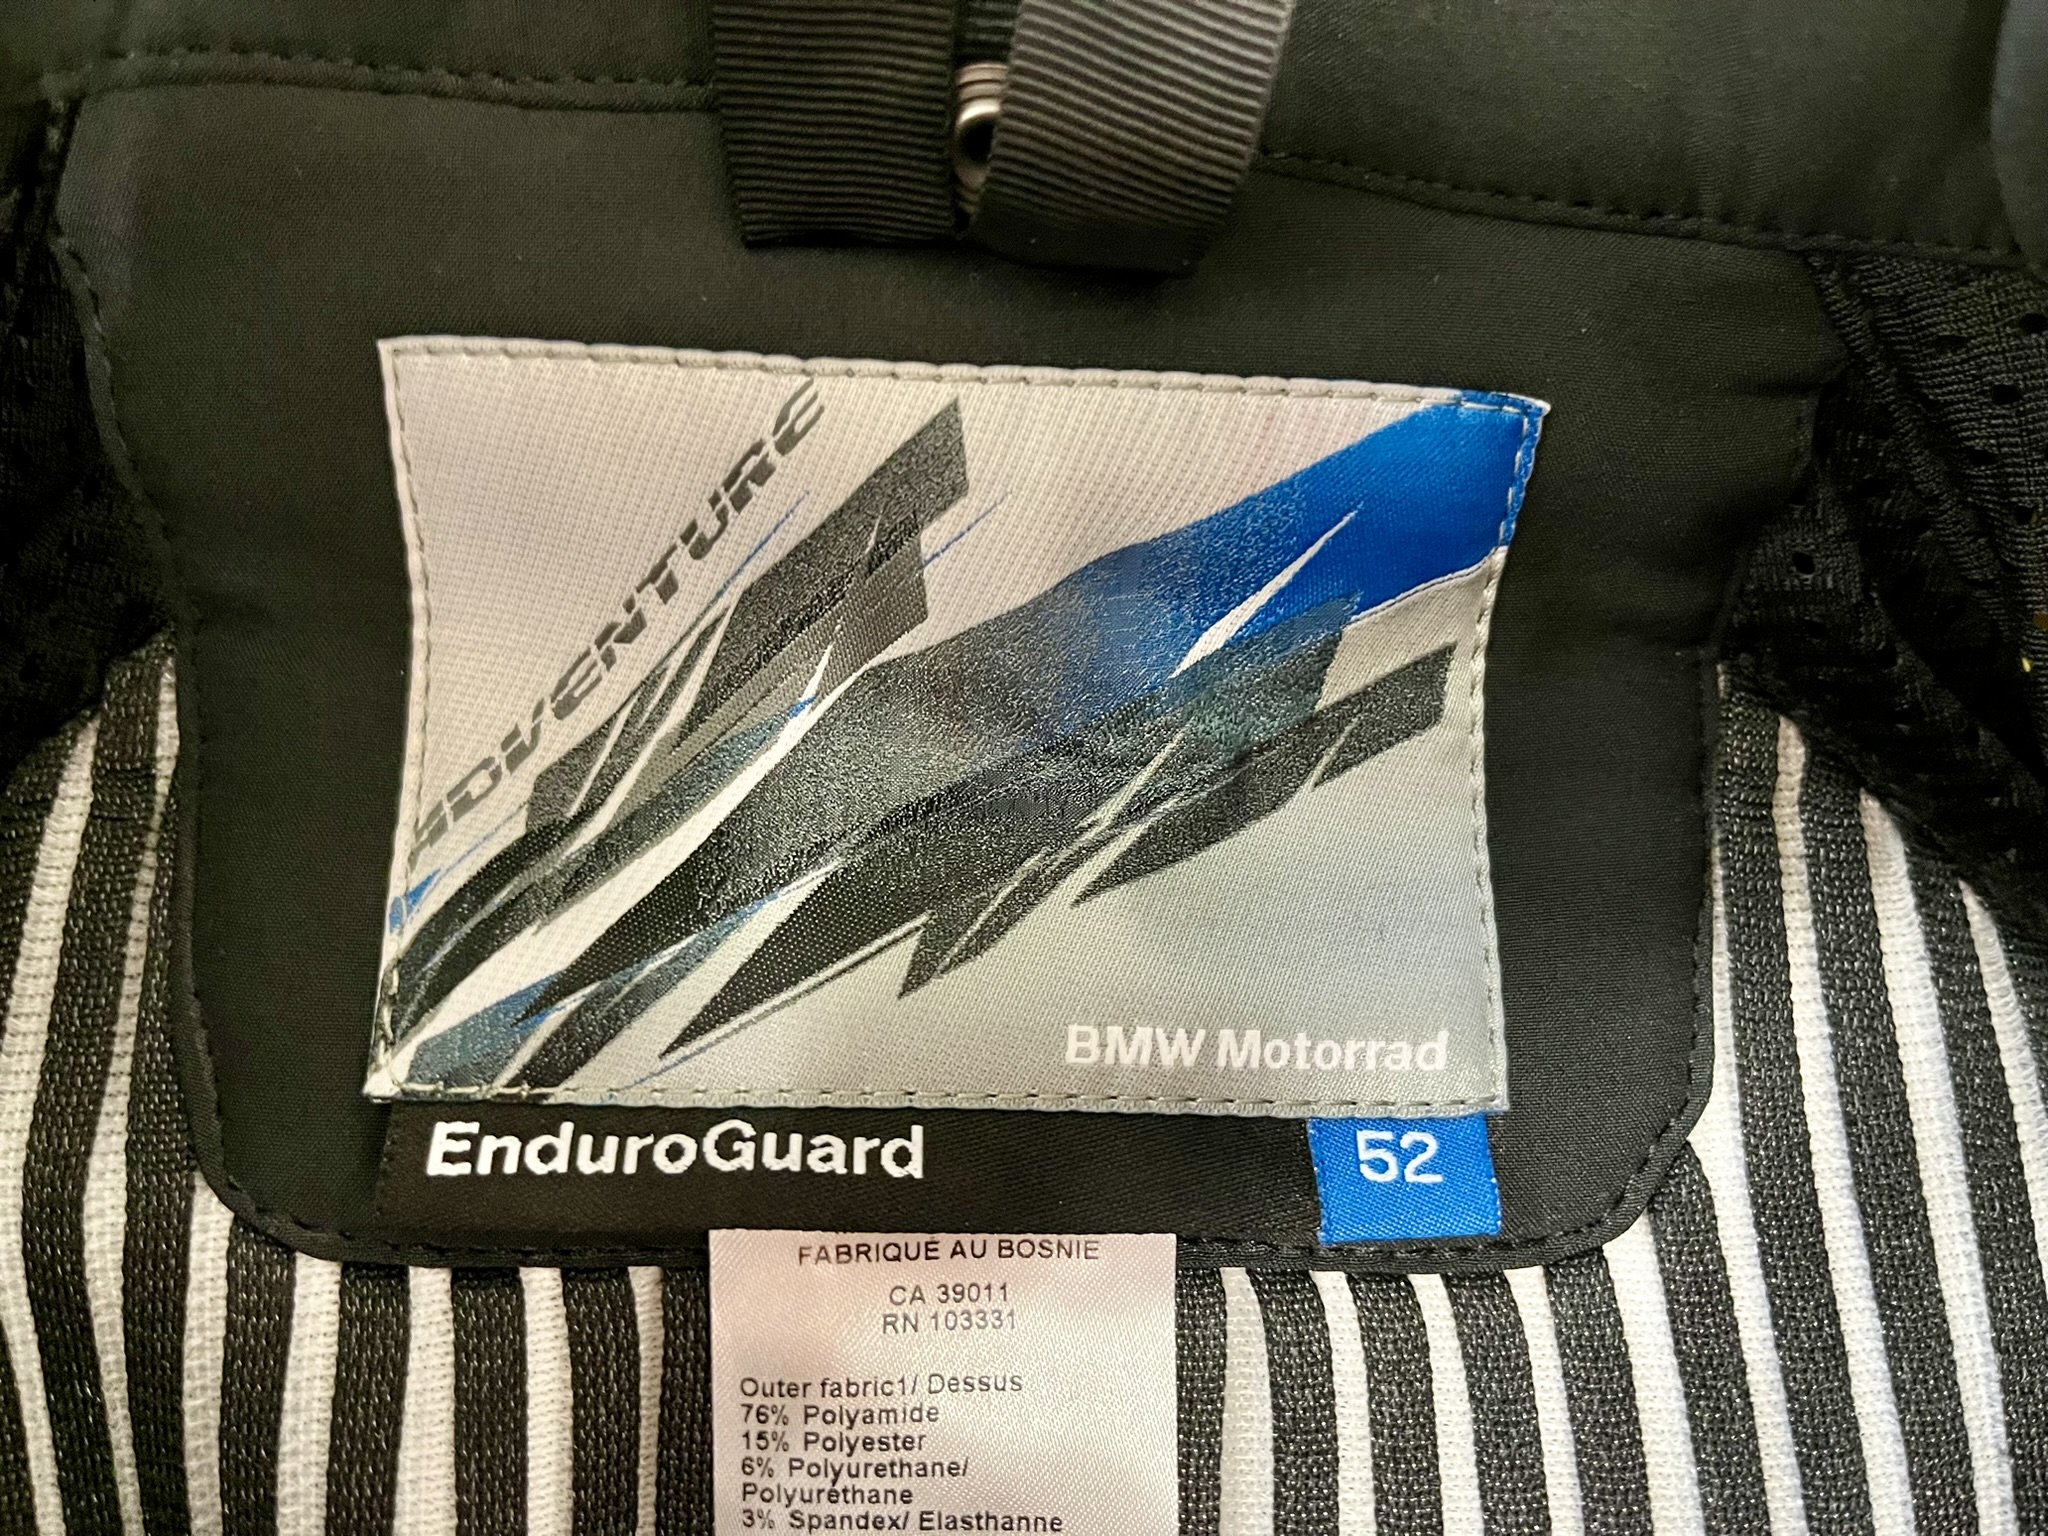 ADVENTURE
BMW Motorrad
EnduroGuard
52
FABRIQUÉ AU BOSNIE
CA 39011
RN 103331
Outer fabric1/ Dessus
76% Polyamide
15% Polyester
6% Polyurethane/
Polyuréthane
3% Spandex/ Elasthanne